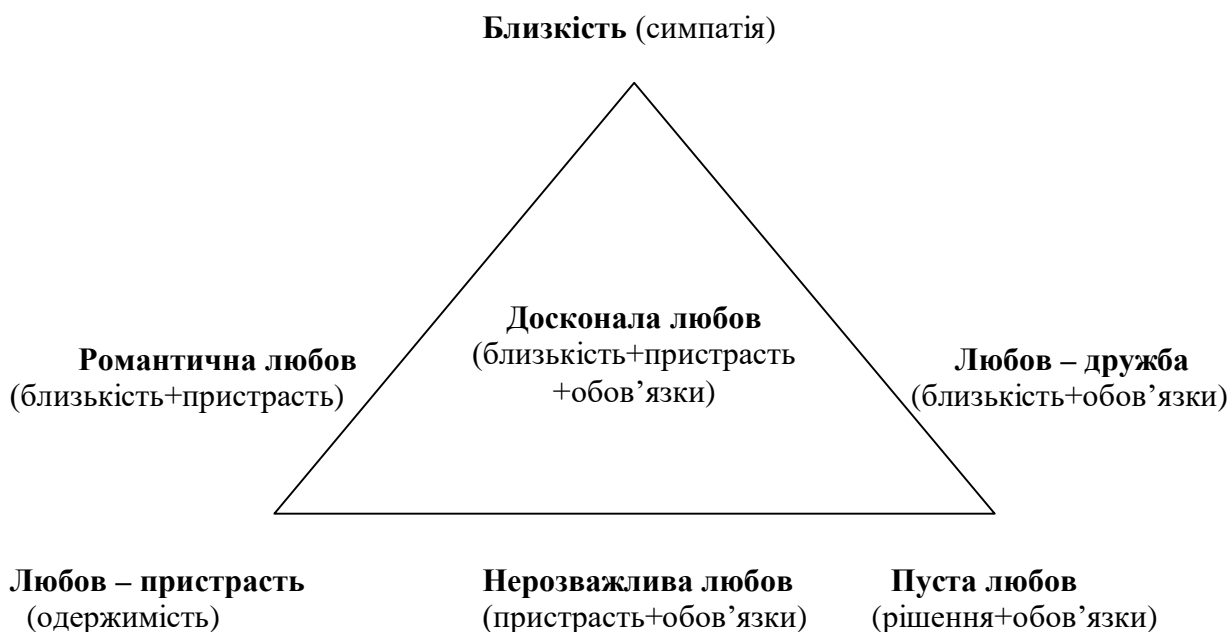 Близкість (симпатія)
Досконала любов
(близькість+пристрасть
+обов’язки)
Романтична любов
(близькість+пристрасть)
Любов – дружба
(близькість+обов’язки)
Любов – пристрасть
(одержимість)
Нерозважлива любов
(пристрасть+обов’язки)
Пуста любов
(рішення+обов’язки)